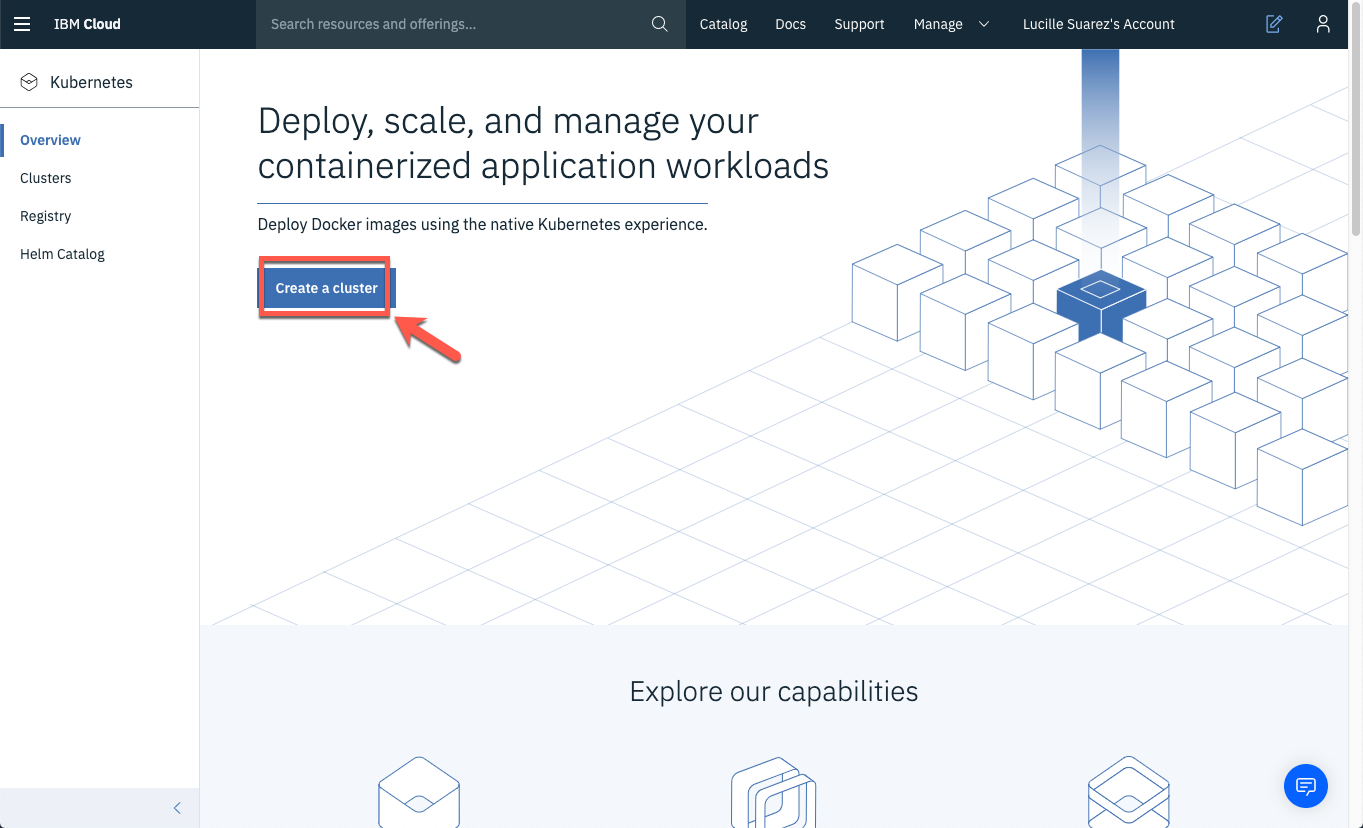 IBM Cloud
Search resources and offerings...
Catalog
Docs
Support
Manage
Lucille Suarez's Account
Kubernetes
Overview
Clusters
Registry
Helm Catalog
Deploy, scale, and manage your
containerized application workloads
Deploy Docker images using the native Kubernetes experience.
Create a cluster
Explore our capabilities